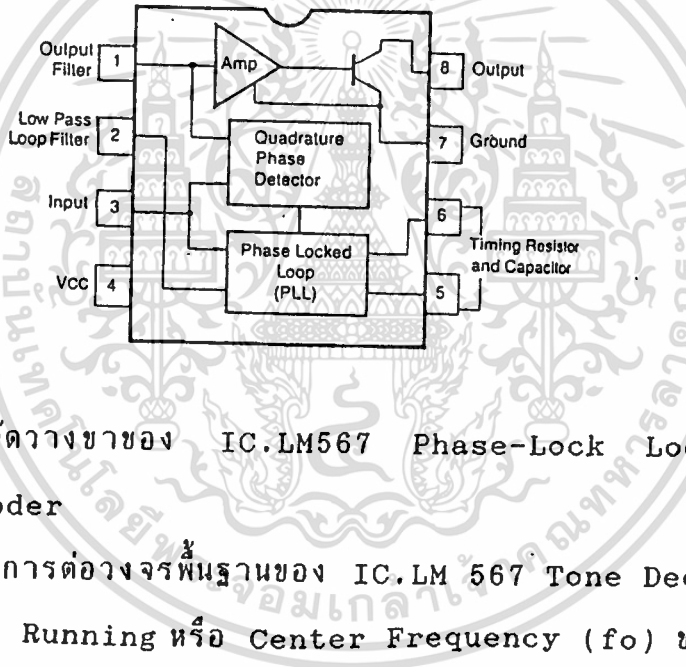 Output Filter
1
Amp
8
Output
Low Pass Loop Filter
2
Quadrature
Phase
Detector
7
Ground
Input
3
6
Timing Resistor
and Capacitor
Phase Locked
Loop
(PLL)
VCC
4
5
ดวางขาของ IC.LM567 Phase-Lock Loo
oder
การต่อวงจรพื้นฐานของ IC.LM 567 Tone Dec
Running หรือ Center Frequency (fo) ข